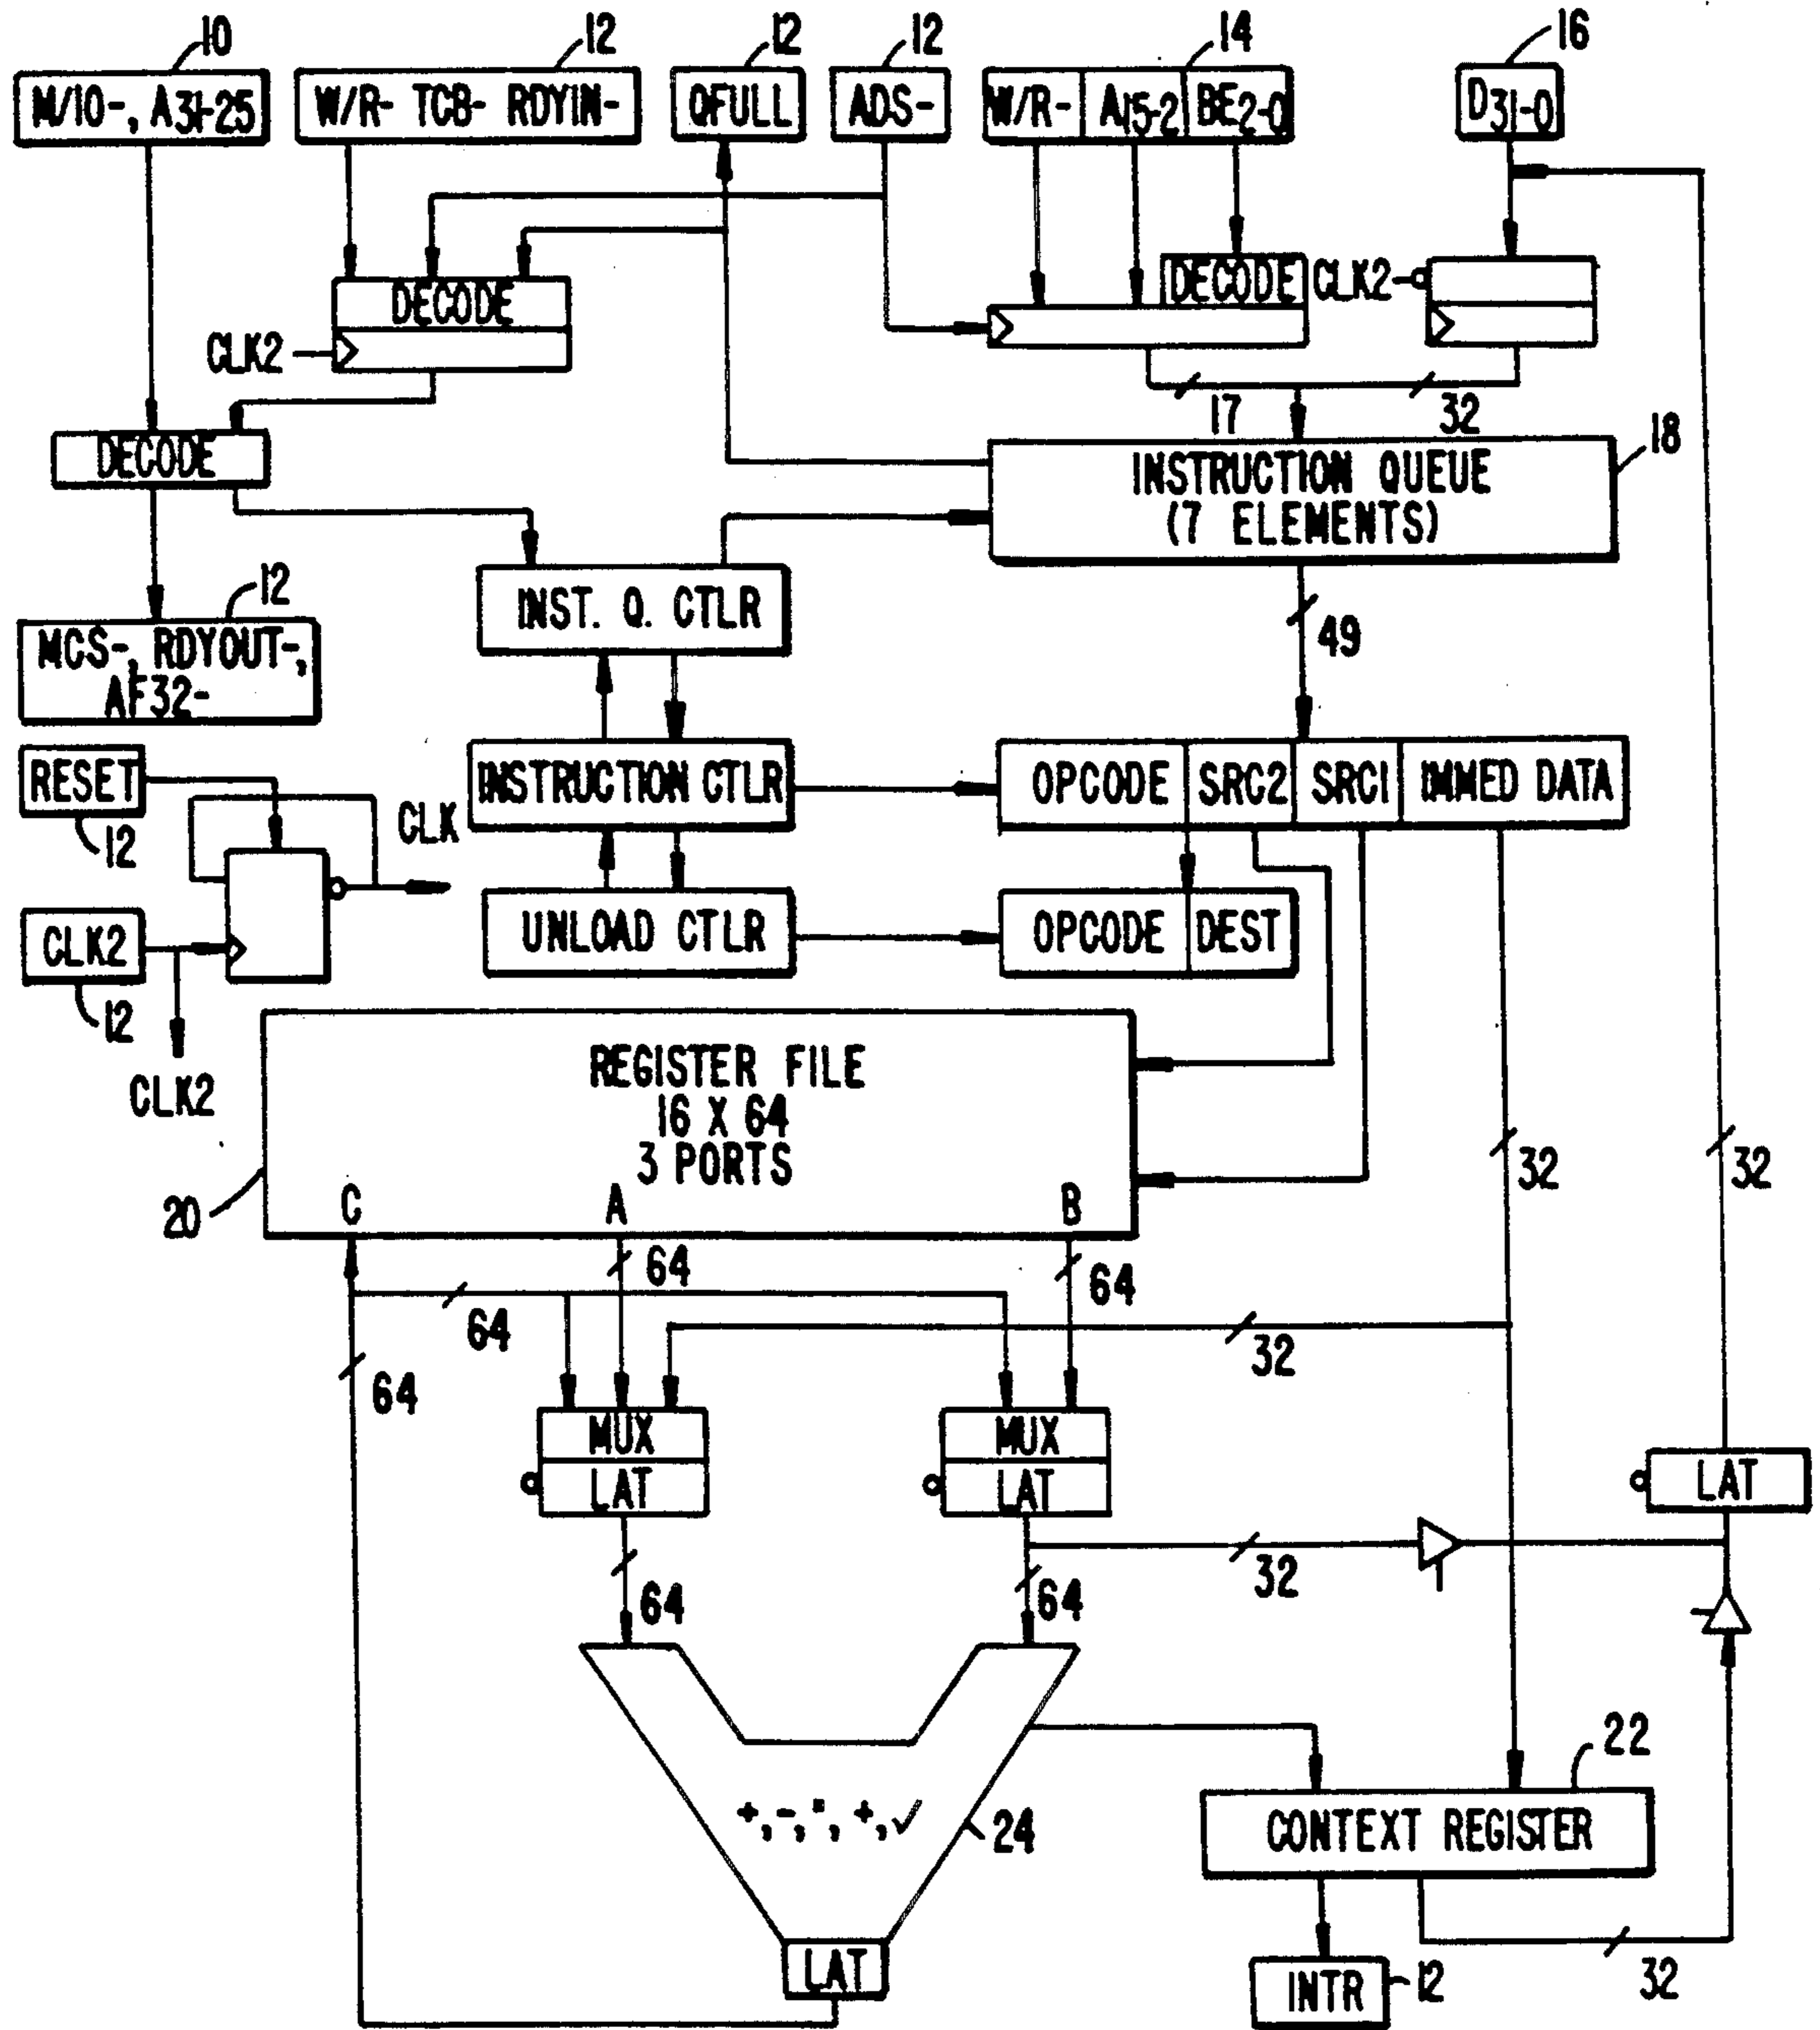 10
12
12
12
14
16
M/IO-, A31-25
W/R- TCB- RDYIN-
QFULL
ADS-
W/R-
A15-2
BE2-0
D31-0
DECODE
CLK2
DECODE
CLK2
17
32
DECODE
INSTRUCTION QUEUE
(7 ELEMENTS)
18
12
MCS-, RDYOUT-,
AF32-
INST. Q. CTLR
49
RESET
12
CLK
INSTRUCTION CTLR
OPCODE
SRC2
SRC1
IMMED DATA
CLK2
12
CLK2
UNLOAD CTLR
OPCODE
DEST
REGISTER FILE
16 X 64
3 PORTS
20
C
A
B
32
32
64
64
64
32
64
MUX
LAT
MUX
LAT
LAT
64
64
32
+,-,*,+,✓
24
22
CONTEXT REGISTER
LAT
INTR
12
32